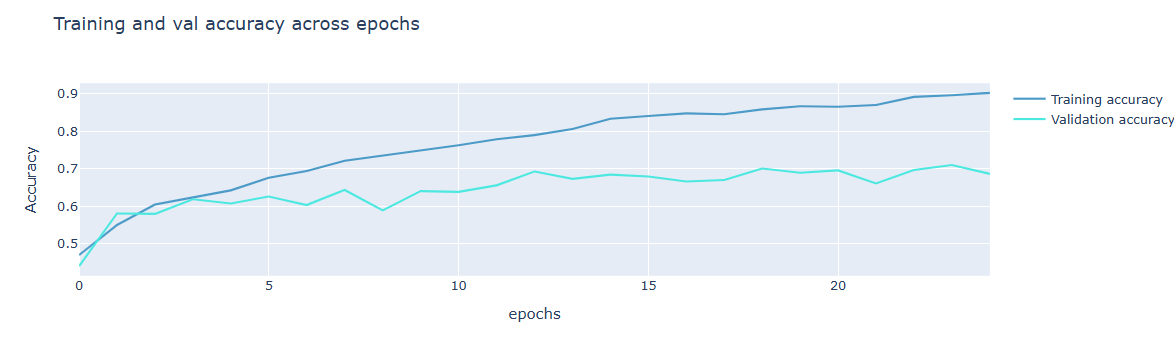 Training and val accuracy across epochs
Accuracy
0.9
0.8
0.7
0.6
0.5
0
5
10
15
20
epochs
Training accuracy
Validation accuracy